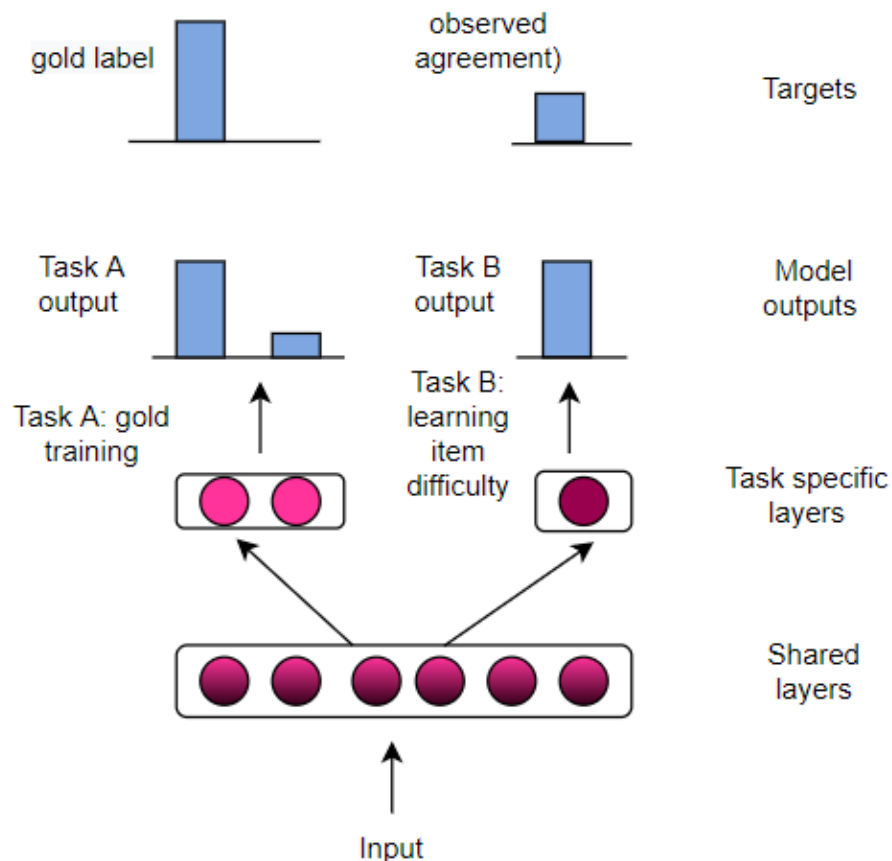 gold label
observed
agreement)
Targets
Task A
output
Task B
output
Model
outputs
Task A: gold
training
Task B:
learning
item
difficulty
Task specific
layers
Shared
layers
Input